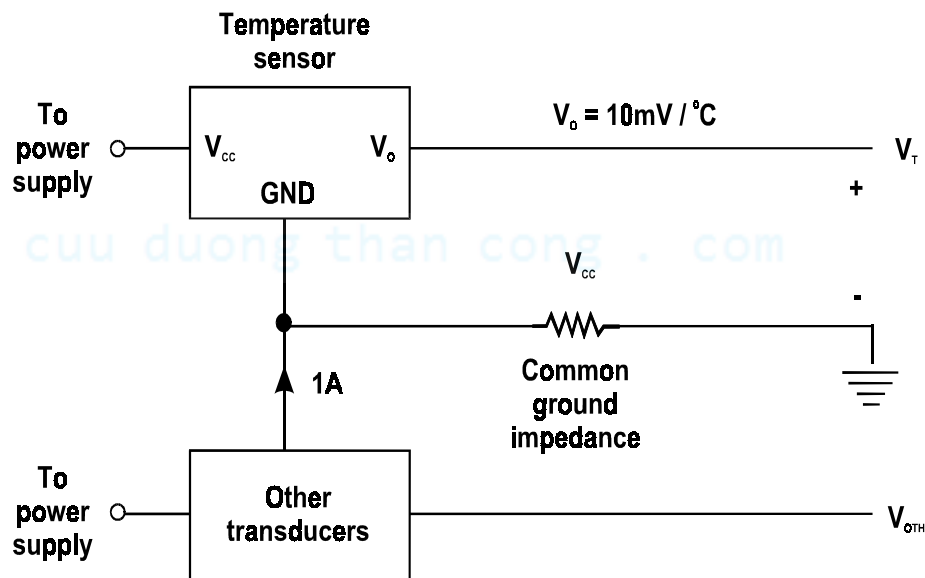 Temperature
sensor
To
power
supply
Vcc
Vo
GND
Vo = 10mV / °C
VT
+
cuu duong than cong . com
Vcc
-
1A
Common
ground
impedance
To
power
supply
Other
transducers
VOTH